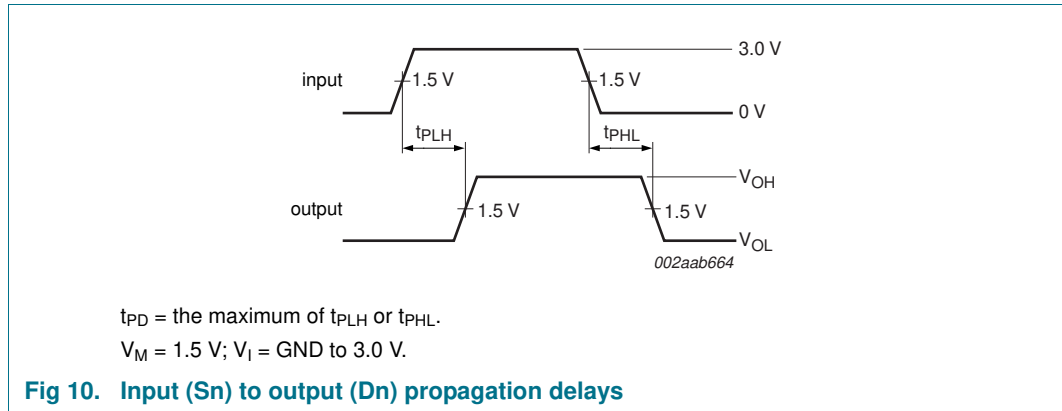 3.0 V
input
1.5 V
1.5 V
0 V
tPLH
tPHL
VOH
output
1.5 V
1.5 V
VOL
002aab664
tPD = the maximum of tPLH or tPHL.
VM = 1.5 V; VI = GND to 3.0 V.
Fig 10. Input (Sn) to output (Dn) propagation delays